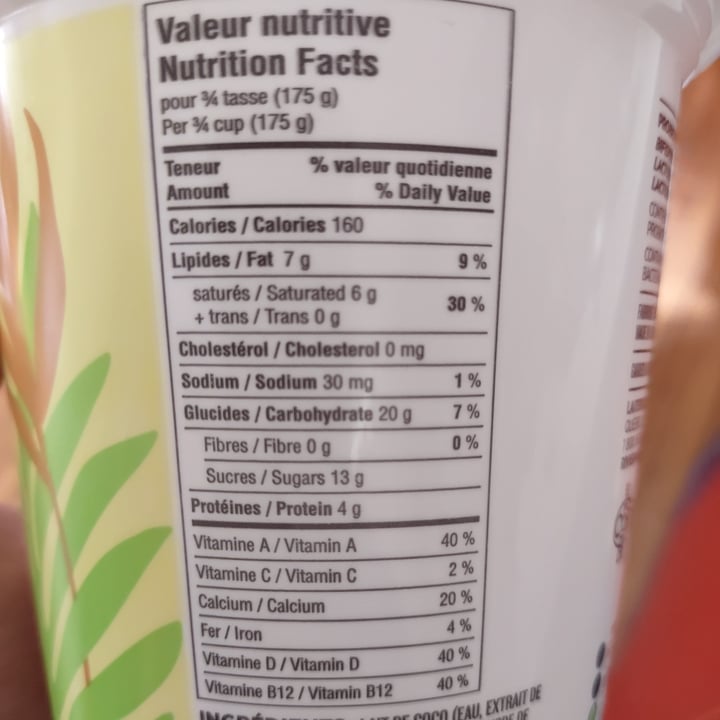 Valeur nutritive
Nutrition Facts
pour ¾ tasse (175 g)
Per ¾ cup (175 g)
Teneur % valeur quotidienne
Amount % Daily Value
Calories / Calories 160
Lipides / Fat 7 g 9 %
saturés / Saturated 6 g
+ trans / Trans 0 g 30 %
Cholestérol / Cholesterol 0 mg
Sodium / Sodium 30 mg 1 %
Glucides / Carbohydrate 20 g 7 %
Fibres / Fibre 0 g 0 %
Sucres / Sugars 13 g
Protéines / Protein 4 g
Vitamine A / Vitamin A 40 %
Vitamine C / Vitamin C 2 %
Calcium / Calcium 20 %
Fer / Iron 4 %
Vitamine D / Vitamin D 40 %
Vitamine B12 / Vitamin B12 40 %
DE COCO (EAU, EXTRAIT DE